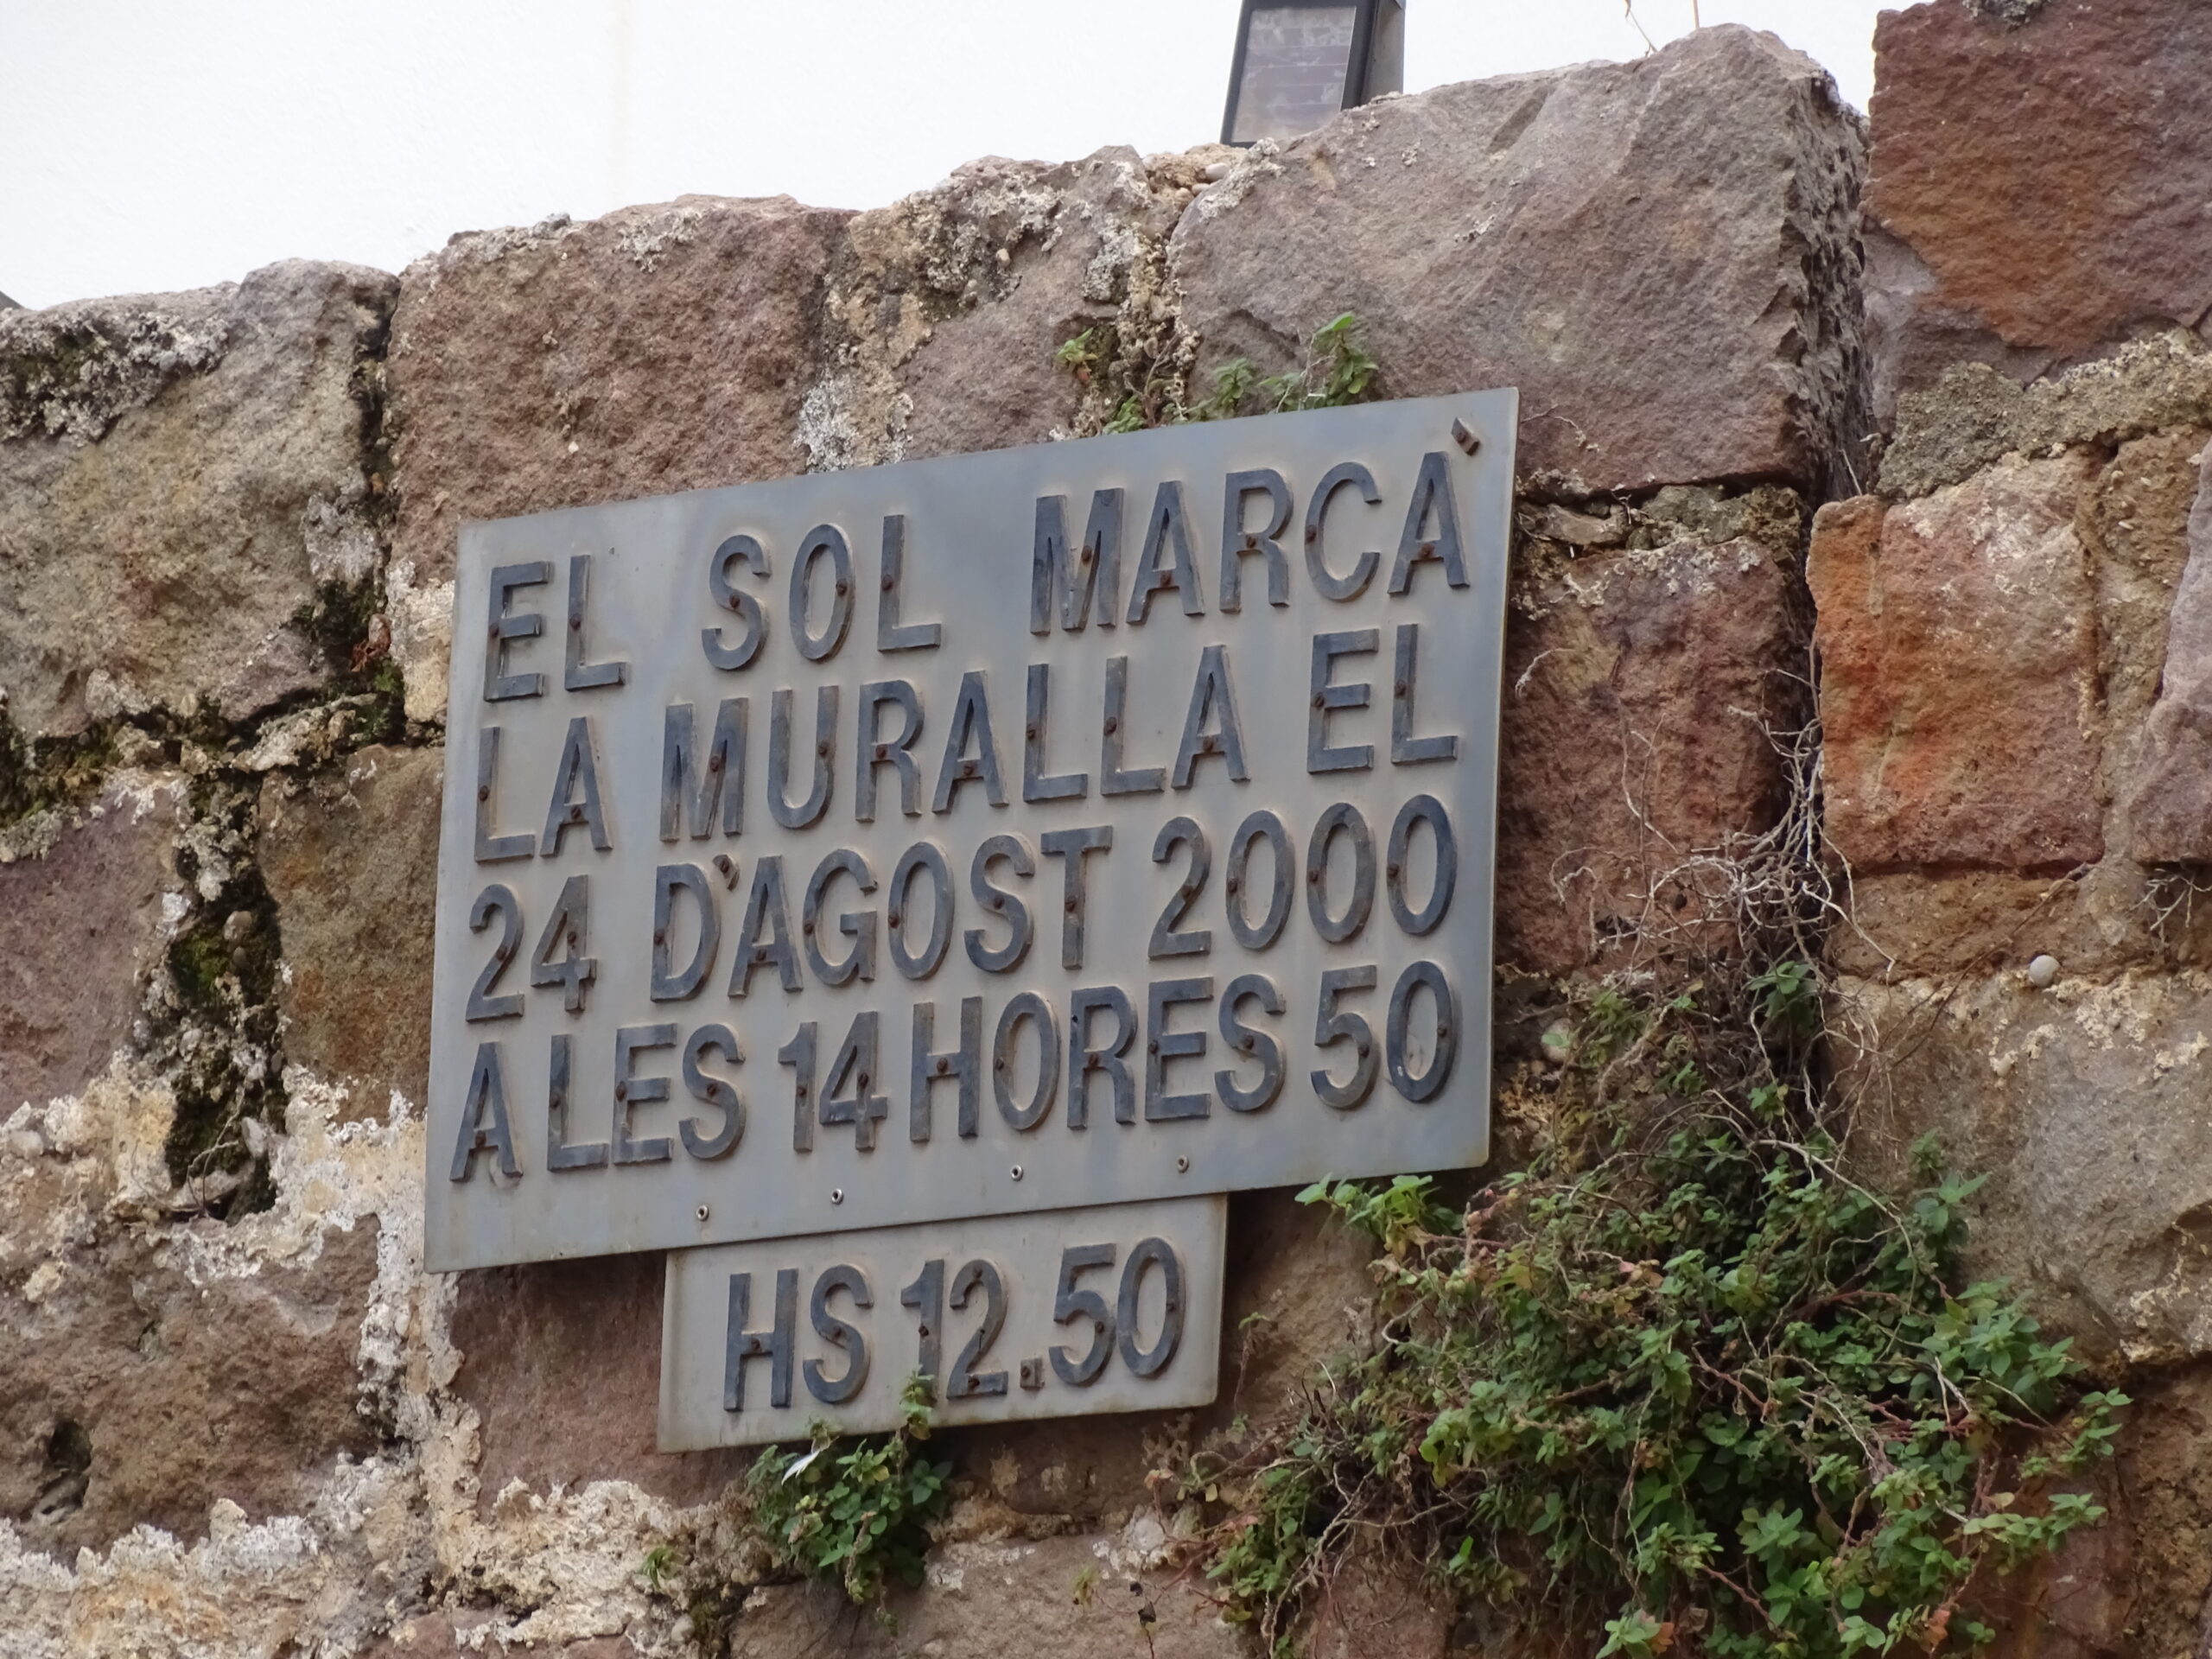 EL SOL MARCÀ
LA MURALLA EL
24 D'AGOST 2000
A LES 14 HORES 50
HS 12.50